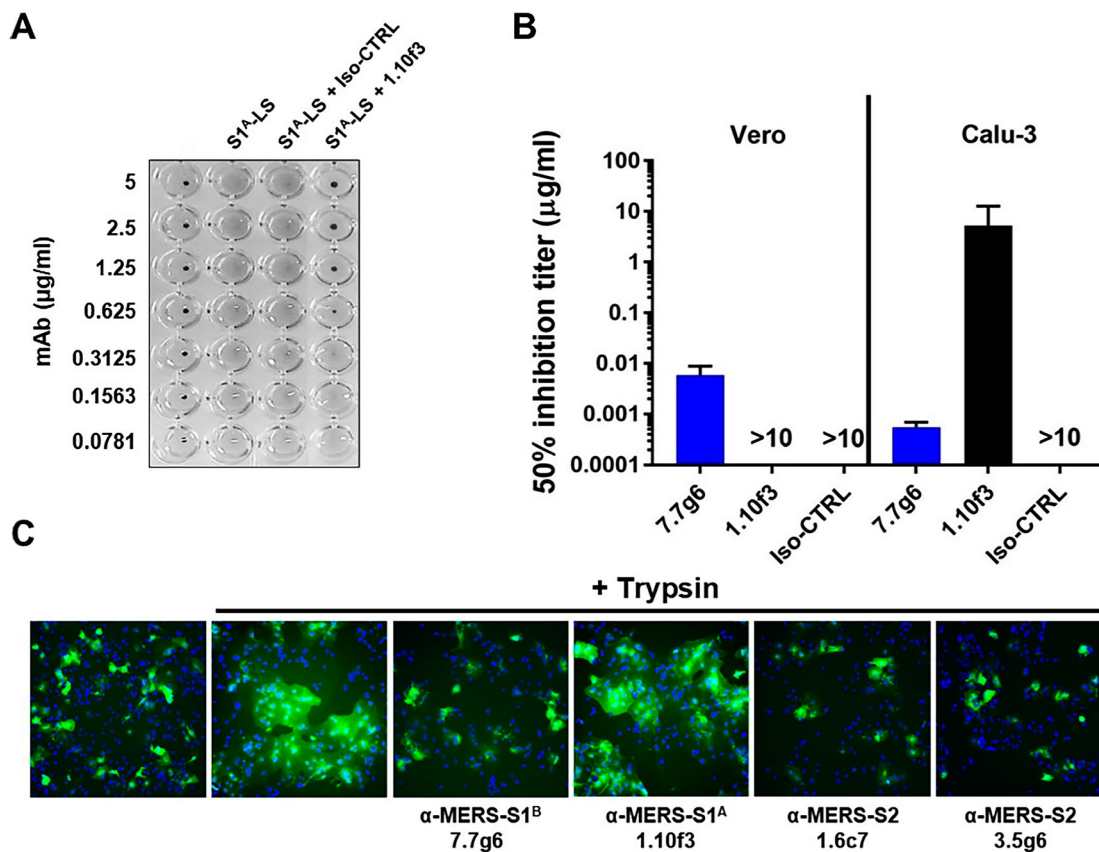 A
S1ᴬ-LS
S1ᴬ-LS + Iso-CTRL
S1ᴬ-LS + 1.10f3
mAb (µg/ml)
5
2.5
1.25
0.625
0.3125
0.1563
0.0781
B
50% inhibition titer (µg/ml)
Vero
Calu-3
100
10
1
0.1
0.01
0.001
0.0001
>10
>10
>10
7.7g6
1.10f3
Iso-CTRL
7.7g6
1.10f3
Iso-CTRL
C
+ Trypsin
α-MERS-S1ᴮ
7.7g6
α-MERS-S1ᴬ
1.10f3
α-MERS-S2
1.6c7
α-MERS-S2
3.5g6